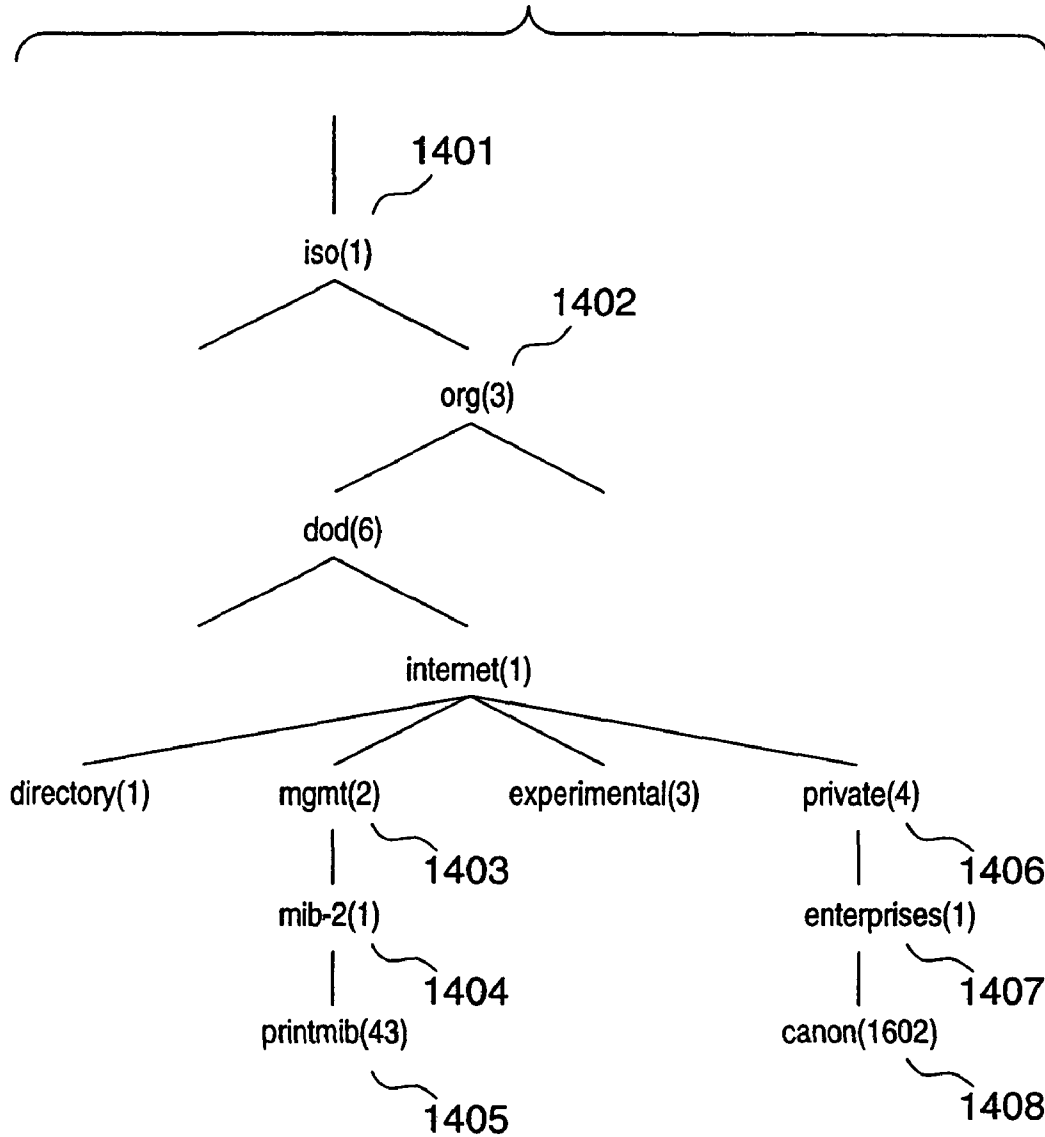 1401
iso(1)
1402
org(3)
dod(6)
internet(1)
directory(1) mgmt(2) experimental(3) private(4)
1403 1406
mib-2(1) enterprises(1)
1404 1407
printmib(43) canon(1602)
1405 1408